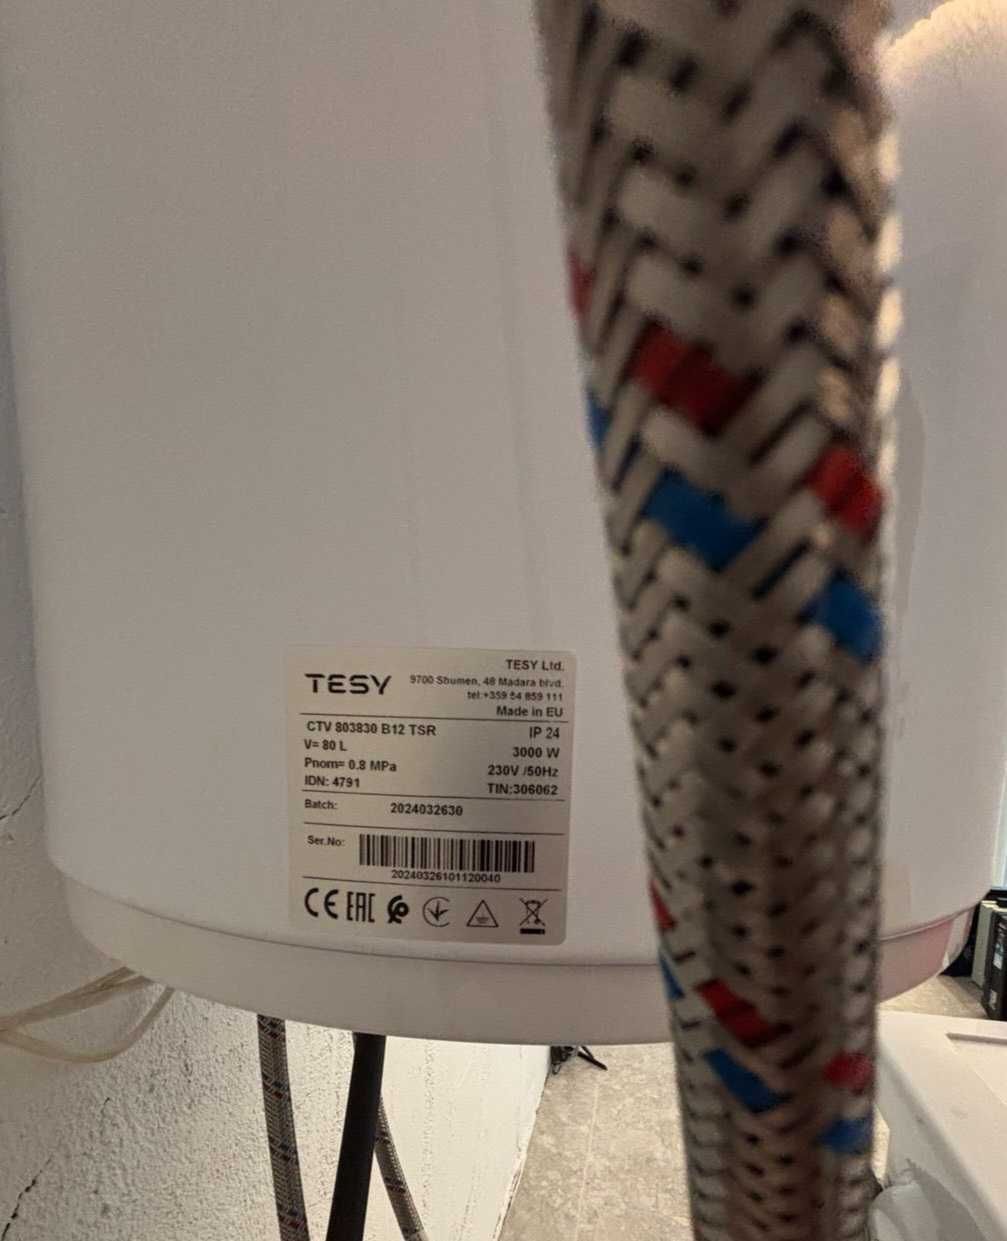 TESY
TESY Ltd.
9700 Shumen, 48 Madara blvd.
tel:+359 54 859 111
Made in EU
CTV 803830 B12 TSR
IP 24
V= 80 L
3000 W
Pnom= 0.8 MPa
230V /50Hz
IDN: 4791
TIN:306062
Batch: 2024032630
Ser.No:
20240326101120040
CE EAC